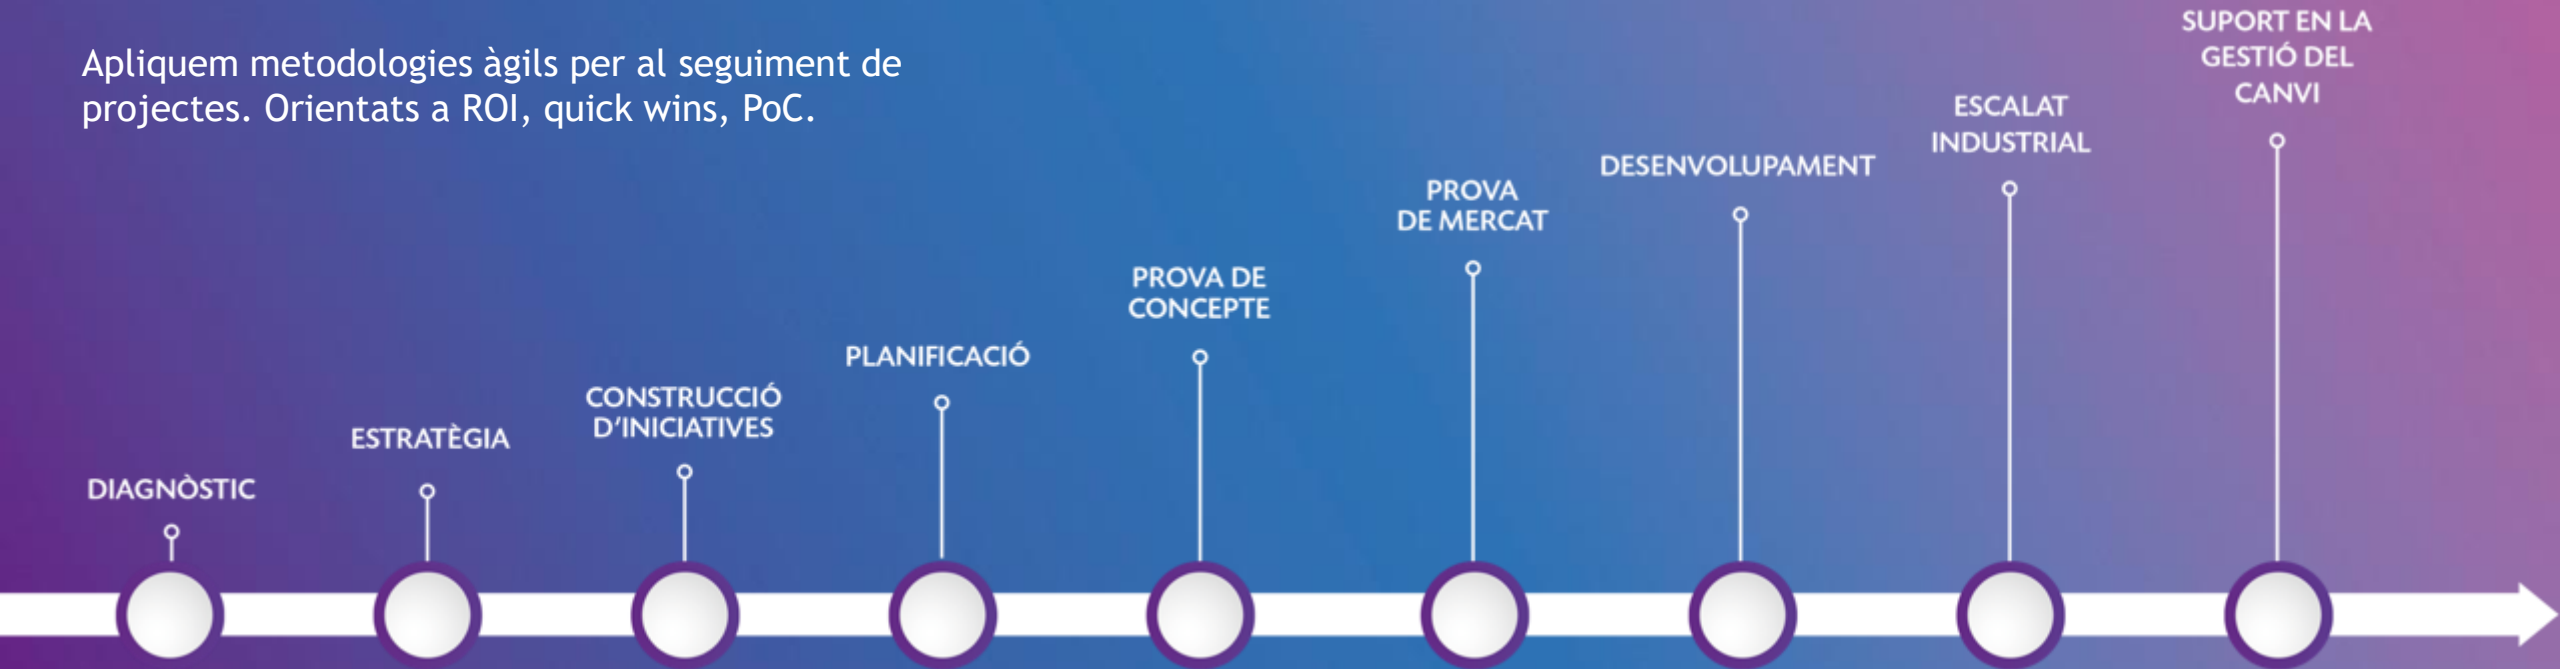 Apliquem metodologies àgils per al seguiment de
projectes. Orientats a ROI, quick wins, PoC.
DIAGNÒSTIC
ESTRATÈGIA
CONSTRUCCIÓ
D'INICIATIVES
PLANIFICACIÓ
PROVA DE
CONCEPTE
PROVA
DE MERCAT
DESENVOLUPAMENT
ESCALAT
INDUSTRIAL
SUPORT EN LA
GESTIÓ DEL
CANVI